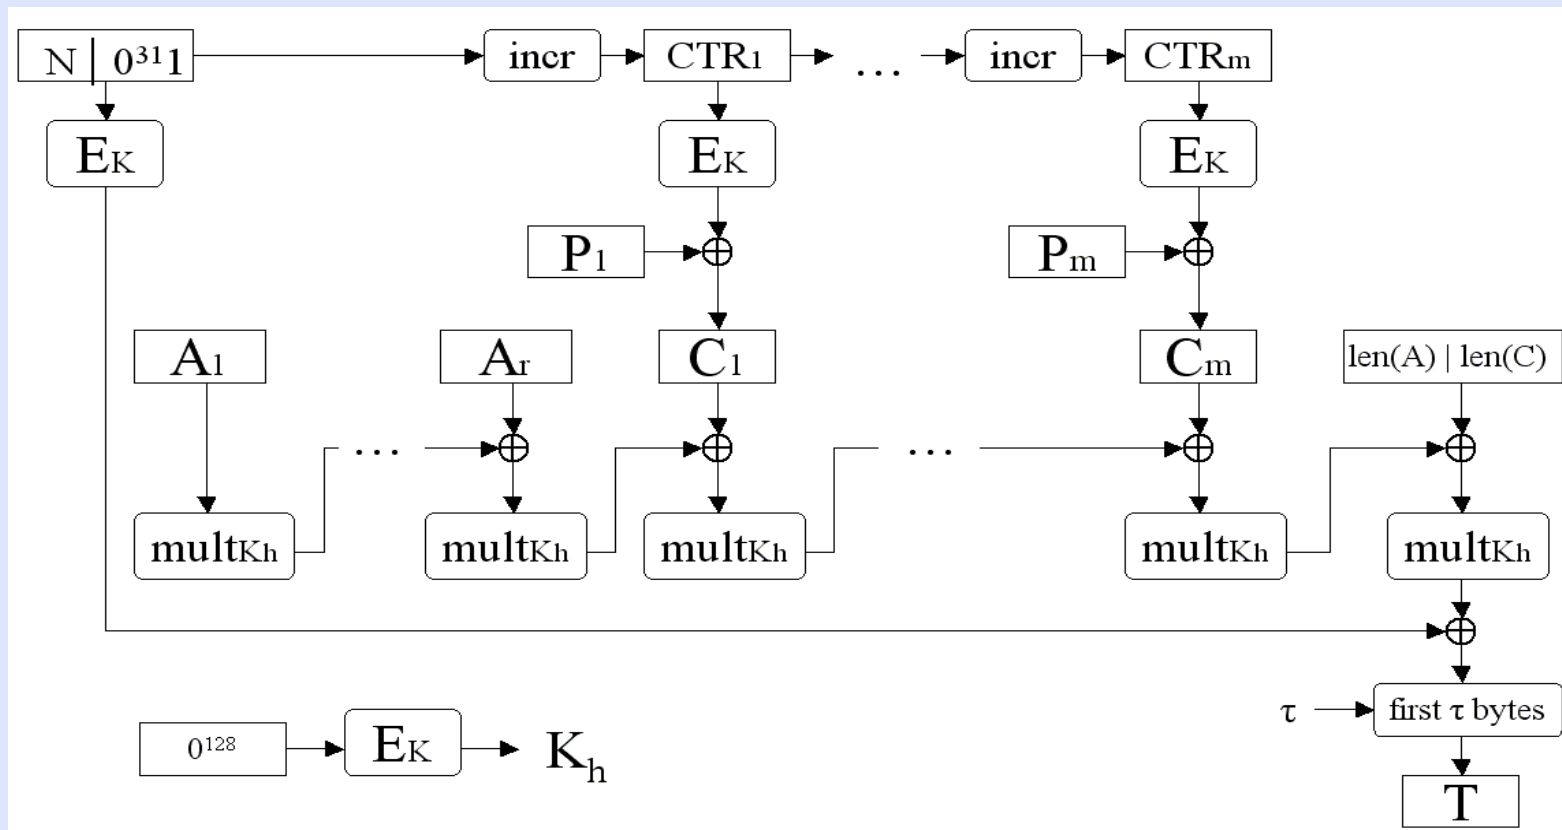 N | 0³¹1 incr CTR₁ ... incr CTRₘ
E_K E_K E_K
P₁ Pₘ
A₁ Aᵣ C₁ Cₘ len(A) | len(C)
... ...
mult_Kh mult_Kh mult_Kh mult_Kh mult_Kh
τ first τ bytes
0¹²⁸ E_K K_h
T